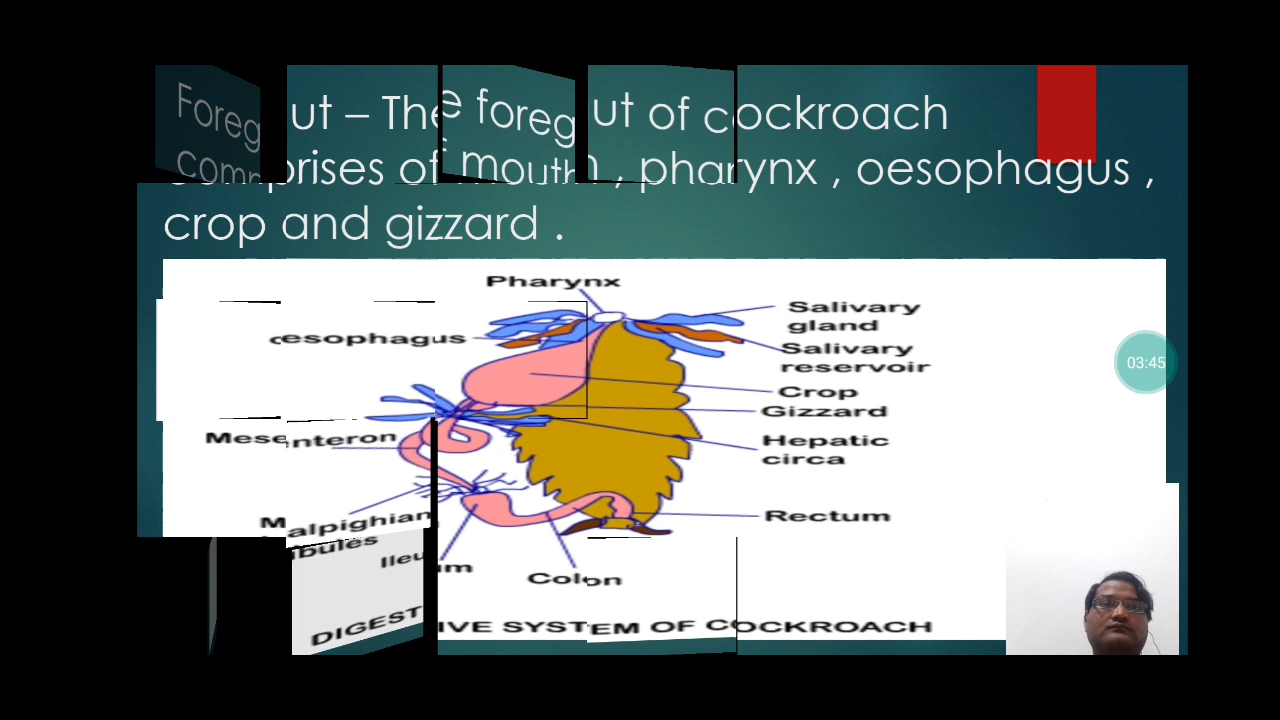 Foregut – The foregut of cockroach
comprises of mouth , pharynx , oesophagus ,
crop and gizzard .
Pharynx
Salivary
gland
oesophagus
Salivary
reservoir
Crop
Gizzard
Mesenteron
Hepatic
circa
Malpighian
tubules
Rectum
Ileum
Colon
DIGESTIVE SYSTEM OF COCKROACH
03:45